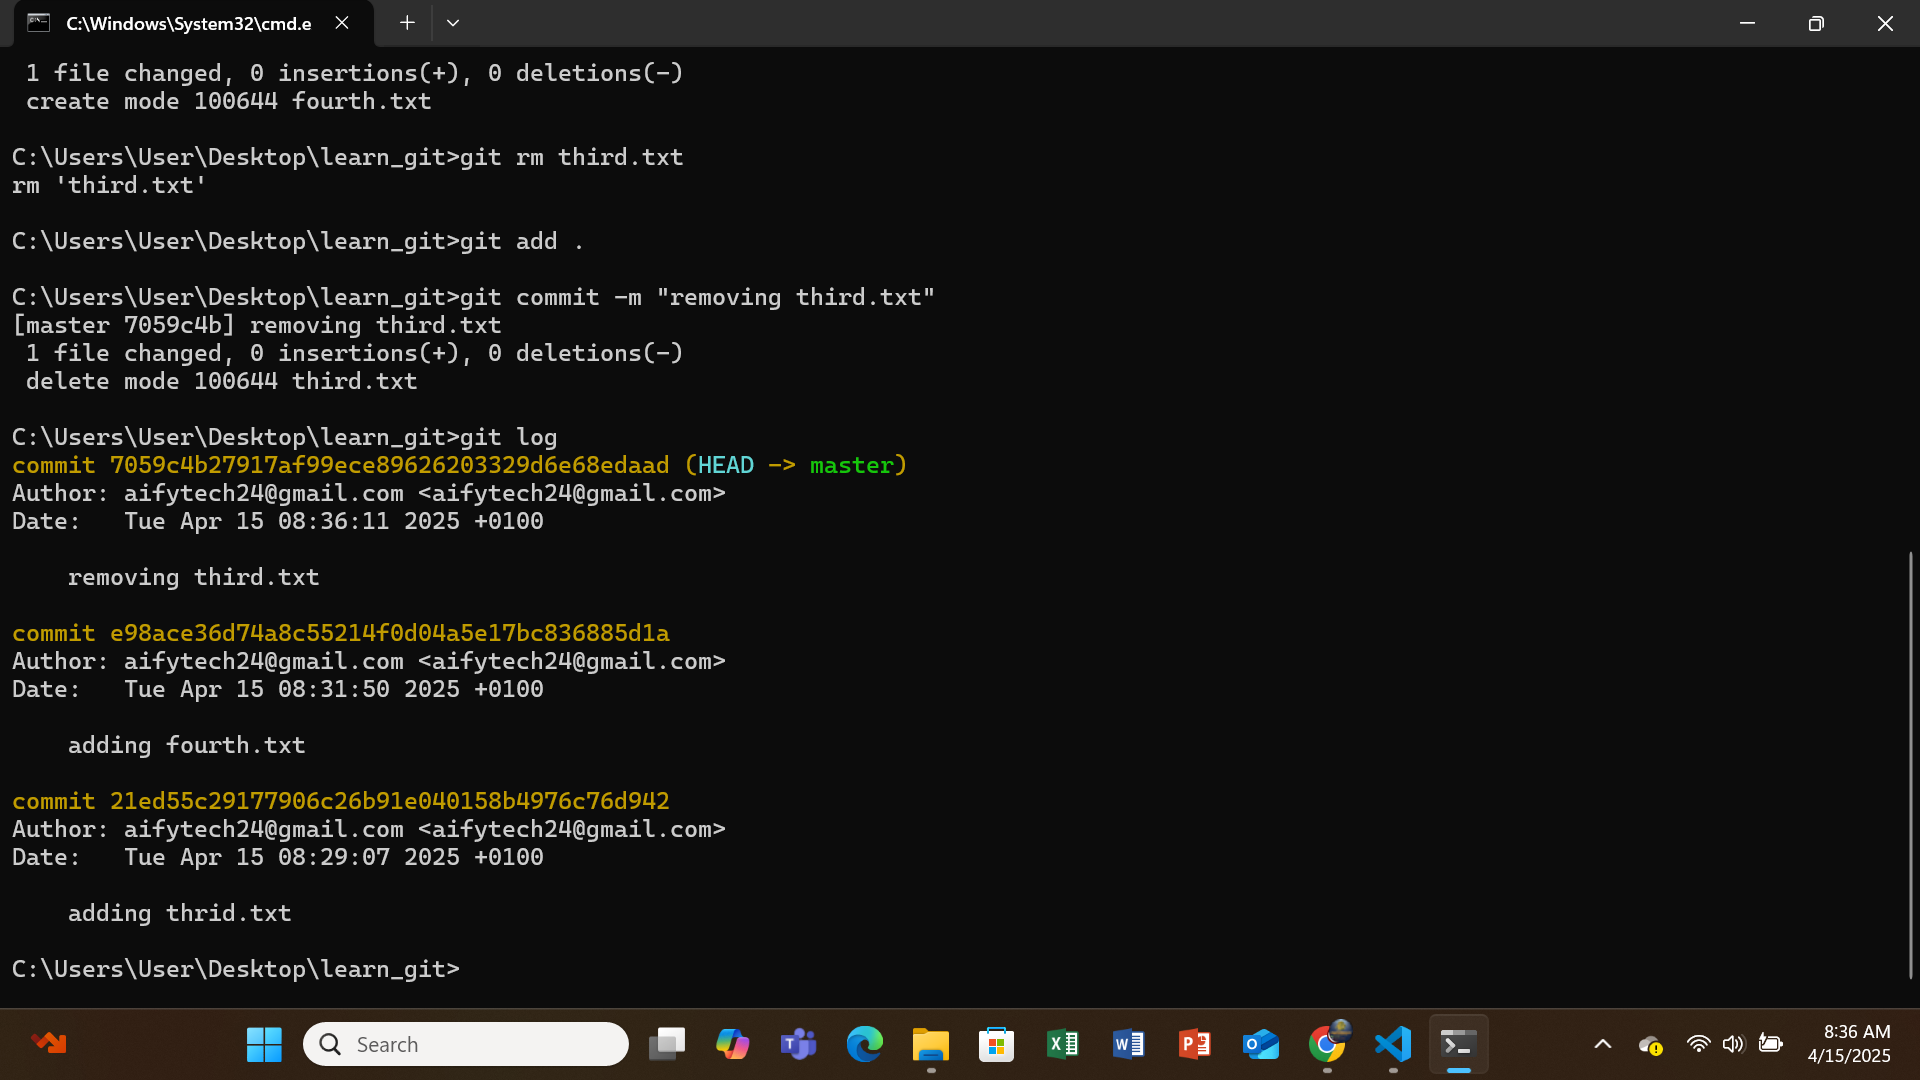 C:\Windows\System32\cmd.e
1 file changed, 0 insertions(+), 0 deletions(-)
create mode 100644 fourth.txt
C:\Users\User\Desktop\learn_git>git rm third.txt
rm 'third.txt'
C:\Users\User\Desktop\learn_git>git add .
C:\Users\User\Desktop\learn_git>git commit -m "removing third.txt"
[master 7059c4b] removing third.txt
1 file changed, 0 insertions(+), 0 deletions(-)
delete mode 100644 third.txt
C:\Users\User\Desktop\learn_git>git log
commit 7059c4b27917af99ece89626203329d6e68edaad (HEAD -> master)
Author: aifytech24@gmail.com <aifytech24@gmail.com>
Date:   Tue Apr 15 08:36:11 2025 +0100
removing third.txt
commit e98ace36d74a8c55214f0d04a5e17bc836885d1a
Author: aifytech24@gmail.com <aifytech24@gmail.com>
Date:   Tue Apr 15 08:31:50 2025 +0100
adding fourth.txt
commit 21ed55c29177906c26b91e040158b4976c76d942
Author: aifytech24@gmail.com <aifytech24@gmail.com>
Date:   Tue Apr 15 08:29:07 2025 +0100
adding thrid.txt
C:\Users\User\Desktop\learn_git>
Search
8:36 AM
4/15/2025